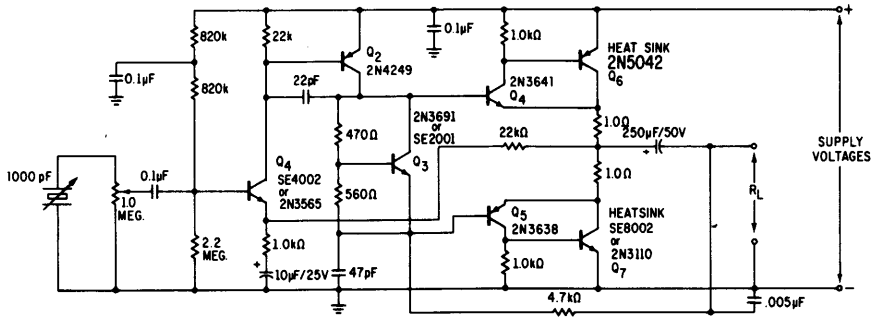 820k
22k
0.1µF
1.0kΩ
HEAT SINK
2N5042
Q6
+
Q2
2N4249
0.1µF
820k
22pF
2N3641
Q4
2N3691
or
SE2001
470Ω
Q3
22kΩ
1.0Ω
250µF/50V
+
SUPPLY
VOLTAGES
1000 pF
0.1µF
Q4
SE4002
or
2N3565
560Ω
1.0Ω
RL
1.0
MEG.
2.2
MEG.
1.0kΩ
+
10µF/25V
47pF
Q5
2N3638
1.0kΩ
HEATSINK
SE8002
or
2N3110
Q7
4.7kΩ
.005µF
−